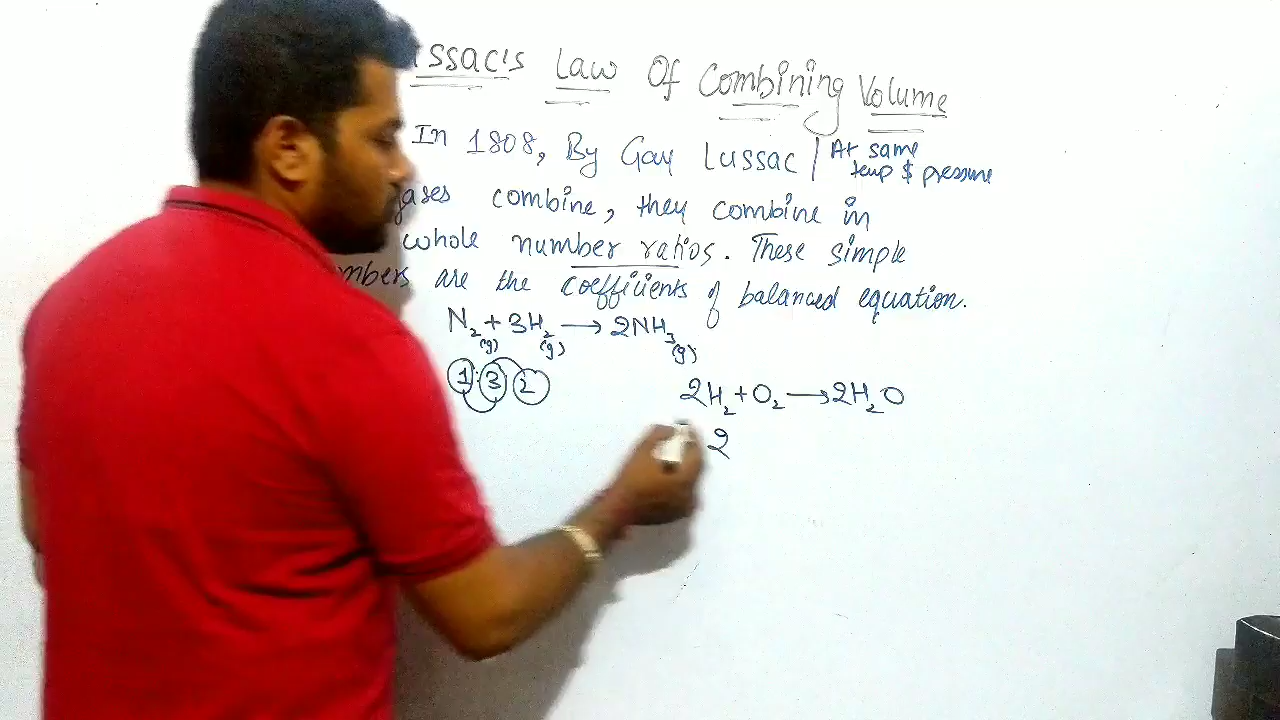 ussac's Law Of Combining Volume
In 1808, By Gay Lussac | At same temp & pressure
gases combine, they combine in
whole number ratios. These simple
mbers are the coefficients of balanced equation.
N₂(g) + 3H₂(g) → 2NH₃(g)
1 : 3 : 2
2H₂ + O₂ → 2H₂O
2